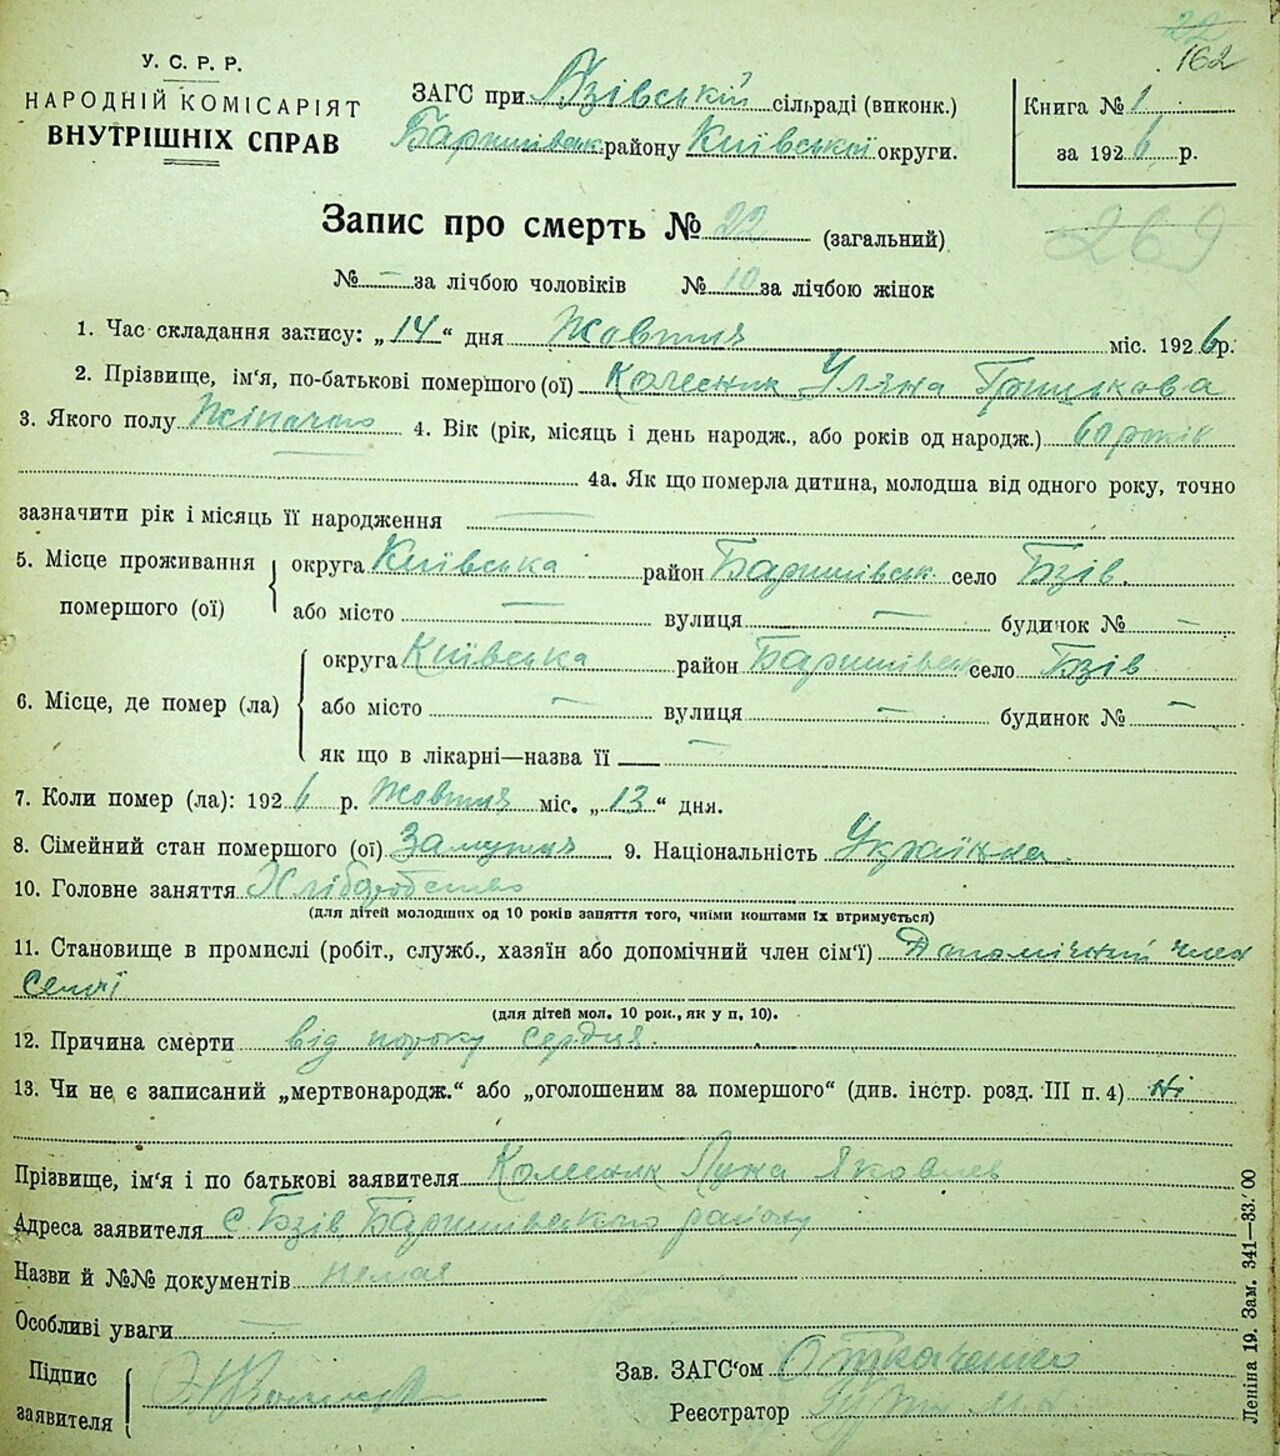 22
162
У. С. Р. Р.
НАРОДНІЙ КОМІСАРІЯТ
ВНУТРІШНІХ СПРАВ
ЗАГС при Бзівській сільраді (виконк.)
Баришівськ. району Київської округи.
Книга № 1
за 1926 р.
Запис про смерть № 22 (загальний)
269
№ — за лічбою чоловіків № 10 за лічбою жінок
1. Час складання запису: „14“ дня Жовтня міс. 1926 р.
2. Прізвище, ім‘я, по-батькові помершого (ої) Колесник Уляна Грицькова
3. Якого полу Жіночого 4. Вік (рік, місяць і день народж., або років од народж.) 60 років
4а. Як що померла дитина, молодша від одного року, точно
зазначити рік і місяць її народження —
5. Місце проживання помершого (ої) округа Київська район Баришівськ. село Бзів.
або місто — вулиця — будинок № —
6. Місце, де помер (ла) округа Київська район Баришівськ село Бзів
або місто — вулиця — будинок № —
як що в лікарні—назва її —
7. Коли помер (ла): 1926 р. Жовтня міс. „13“ дня.
8. Сімейний стан помершого (ої) Замужня 9. Національність Українка.
10. Головне заняття Хліборобство
(для дітей молодших од 10 років заняття того, чиїми коштами їх втримується)
11. Становище в промислі (робіт., служб., хазяїн або допомічний член сім‘ї) Допомічний член
семї
(для дітей мол. 10 рок., як у п. 10).
12. Причина смерти від пороку сердця.
13. Чи не є записаний „мертвонародж.“ або „оголошеним за помершого“ (див. інстр. розд. III п. 4) Ні
Прізвище, ім‘я і по батькові заявителя Колесник Лука Яковлев
Адреса заявителя с. Бзів, Баришівського району
Назви й №№ документів немає
Особливі уваги —
Підпис заявителя
Зав. ЗАГС‘ом Ткаченко
Реєстратор
Леніна 19. Зам. 341—33.000